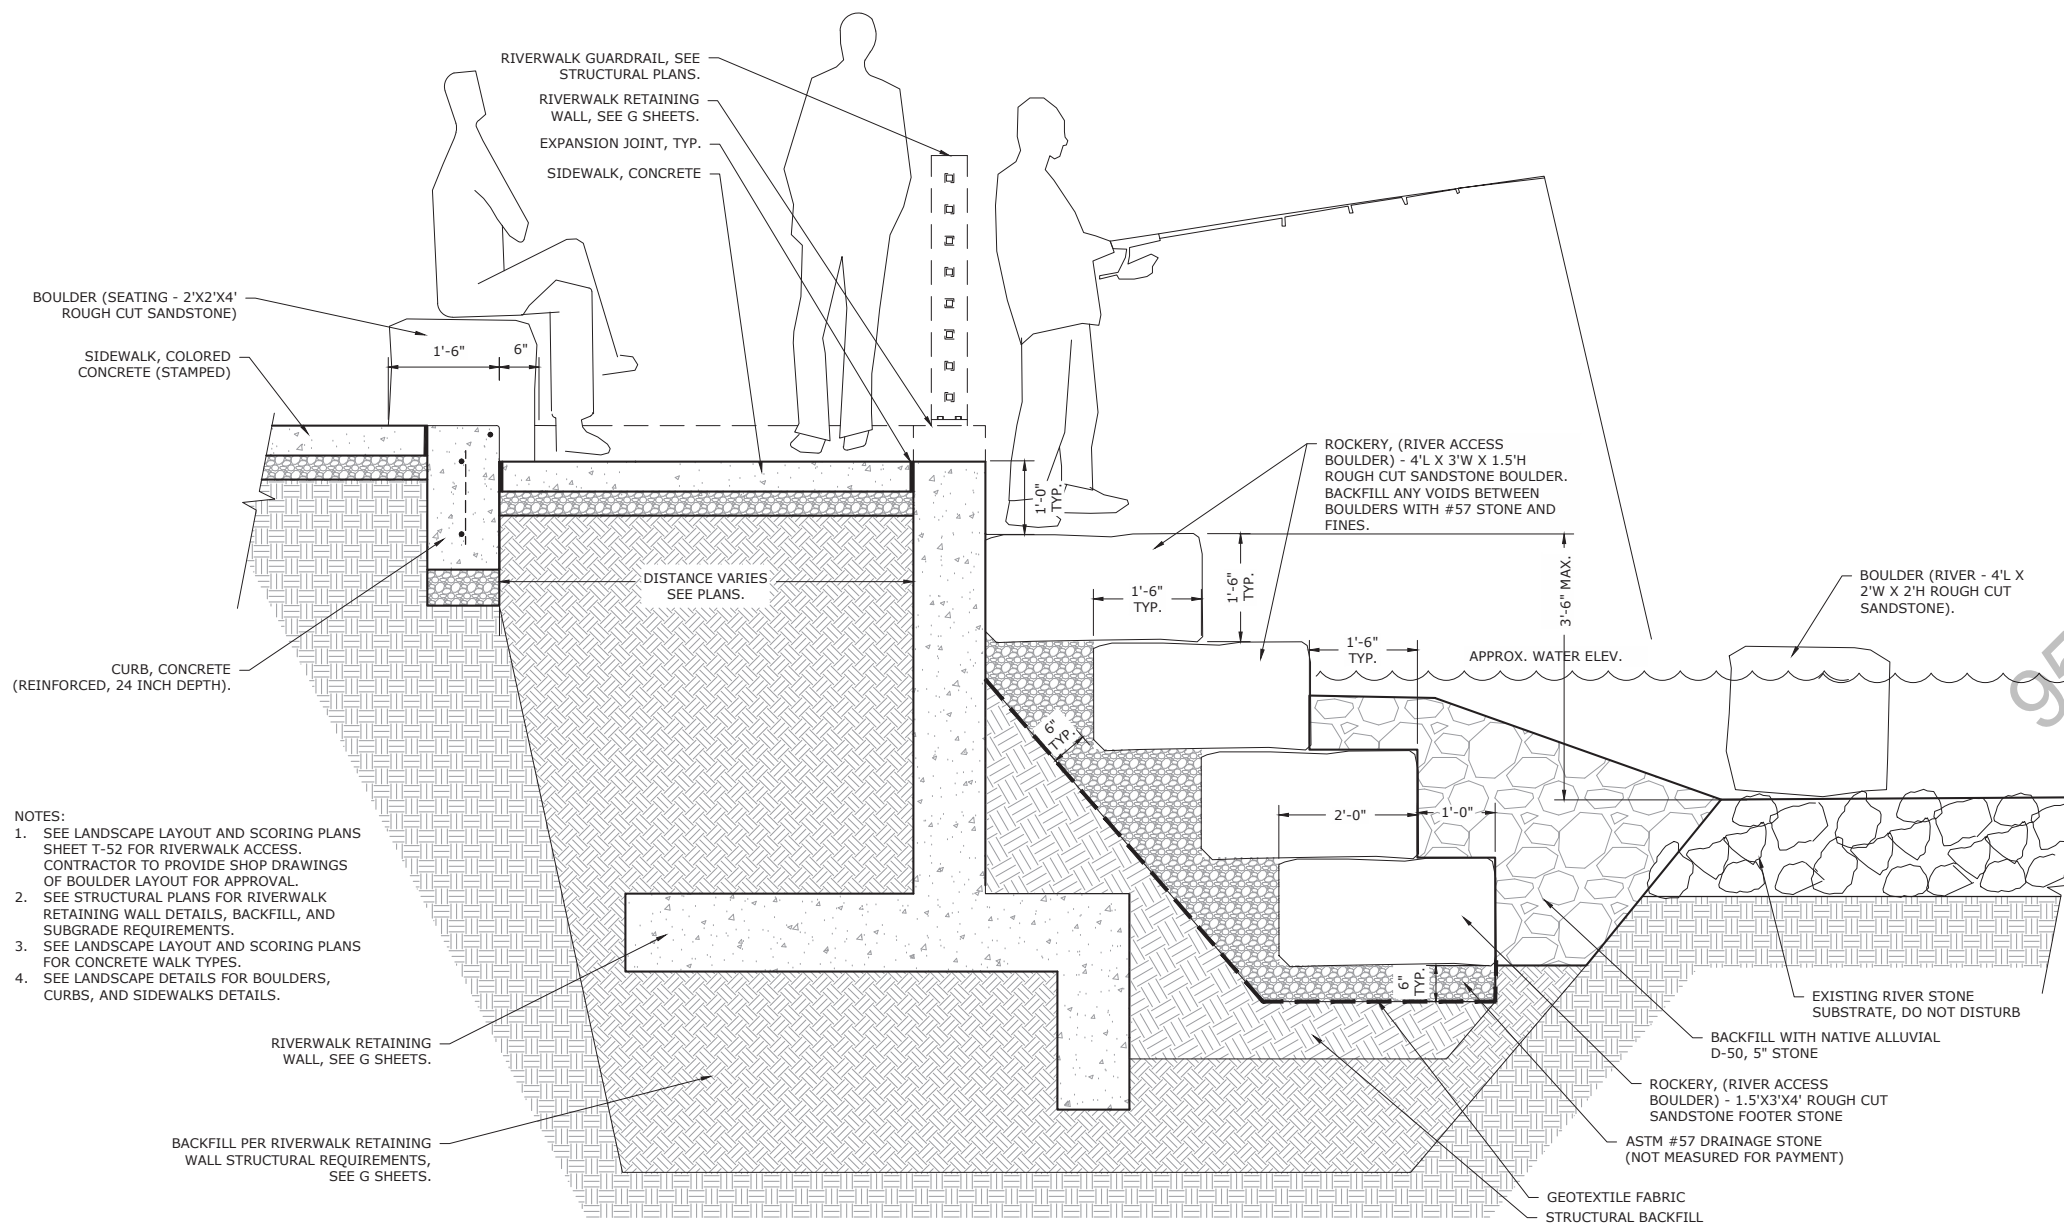 RIVERWALK GUARDRAIL, SEE
STRUCTURAL PLANS.
RIVERWALK RETAINING
WALL, SEE G SHEETS.
EXPANSION JOINT, TYP.
SIDEWALK, CONCRETE
BOULDER (SEATING - 2'X2'X4'
ROUGH CUT SANDSTONE)
SIDEWALK, COLORED
CONCRETE (STAMPED)
1'-6"
6"
ROCKERY, (RIVER ACCESS
BOULDER) - 4'L X 3'W X 1.5'H
ROUGH CUT SANDSTONE BOULDER.
BACKFILL ANY VOIDS BETWEEN
BOULDERS WITH #57 STONE AND
FINES.
1'-0"
TYP.
DISTANCE VARIES
SEE PLANS.
1'-6"
TYP.
1'-6"
TYP.
3'-6" MAX.
BOULDER (RIVER - 4'L X
2'W X 2'H ROUGH CUT
SANDSTONE).
1'-6"
TYP.
APPROX. WATER ELEV.
CURB, CONCRETE
(REINFORCED, 24 INCH DEPTH).
95
6"
TYP.
2'-0"
1'-0"
NOTES:
1. SEE LANDSCAPE LAYOUT AND SCORING PLANS
SHEET T-52 FOR RIVERWALK ACCESS.
CONTRACTOR TO PROVIDE SHOP DRAWINGS
OF BOULDER LAYOUT FOR APPROVAL.
2. SEE STRUCTURAL PLANS FOR RIVERWALK
RETAINING WALL DETAILS, BACKFILL, AND
SUBGRADE REQUIREMENTS.
3. SEE LANDSCAPE LAYOUT AND SCORING PLANS
FOR CONCRETE WALK TYPES.
4. SEE LANDSCAPE DETAILS FOR BOULDERS,
CURBS, AND SIDEWALKS DETAILS.
6"
TYP.
EXISTING RIVER STONE
SUBSTRATE, DO NOT DISTURB
RIVERWALK RETAINING
WALL, SEE G SHEETS.
BACKFILL WITH NATIVE ALLUVIAL
D-50, 5" STONE
ROCKERY, (RIVER ACCESS
BOULDER) - 1.5'X3'X4' ROUGH CUT
SANDSTONE FOOTER STONE
BACKFILL PER RIVERWALK RETAINING
WALL STRUCTURAL REQUIREMENTS,
SEE G SHEETS.
ASTM #57 DRAINAGE STONE
(NOT MEASURED FOR PAYMENT)
GEOTEXTILE FABRIC
STRUCTURAL BACKFILL